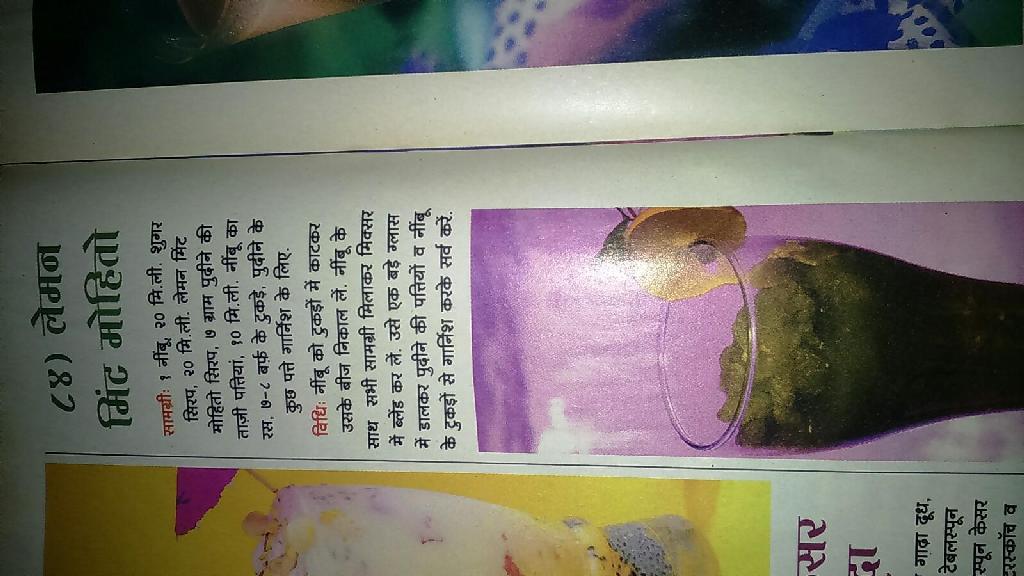 (८४) लेमन
मिंट मोहितो
सामग्री: १ नींबू, २० मि.ली. शुगर
सिरप, २० मि.ली. लेमन मिंट
मोहितो सिरप, ७ ग्राम पुदीने की
ताज़ी पत्तियां, १० मि.ली. नींबू का
रस, ७-८ बर्फ़ के टुकड़े, पुदीने के
कुछ पत्ते गार्निश के लिए.
विधि: नींबू को टुकड़ों में काटकर
उसके बीज निकाल लें. नींबू के
साथ सभी सामग्री मिलाकर मिक्सर
में ब्लेंड कर लें. उसे एक बड़े ग्लास
में डालकर पुदीने की पत्तियों व नींबू
के टुकड़ों से गार्निश करके सर्व करें.
सर
गाढ़ा दूध,
टेबलस्पून
स्पून केसर
टरस्कॉच व